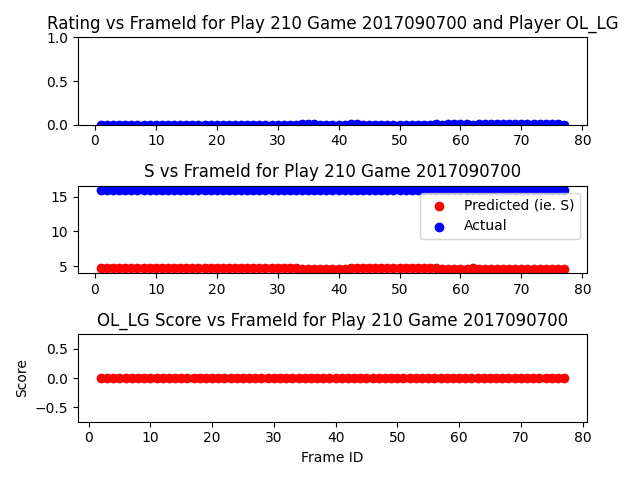 Rating vs FrameId for Play 210 Game 2017090700 and Player OL_LG
1.0
0.5
0.0
0 10 20 30 40 50 60 70 80
S vs FrameId for Play 210 Game 2017090700
15
10
5
Predicted (ie. S)
Actual
0 10 20 30 40 50 60 70 80
OL_LG Score vs FrameId for Play 210 Game 2017090700
Score
0.5
0.0
−0.5
0 10 20 30 40 50 60 70 80
Frame ID